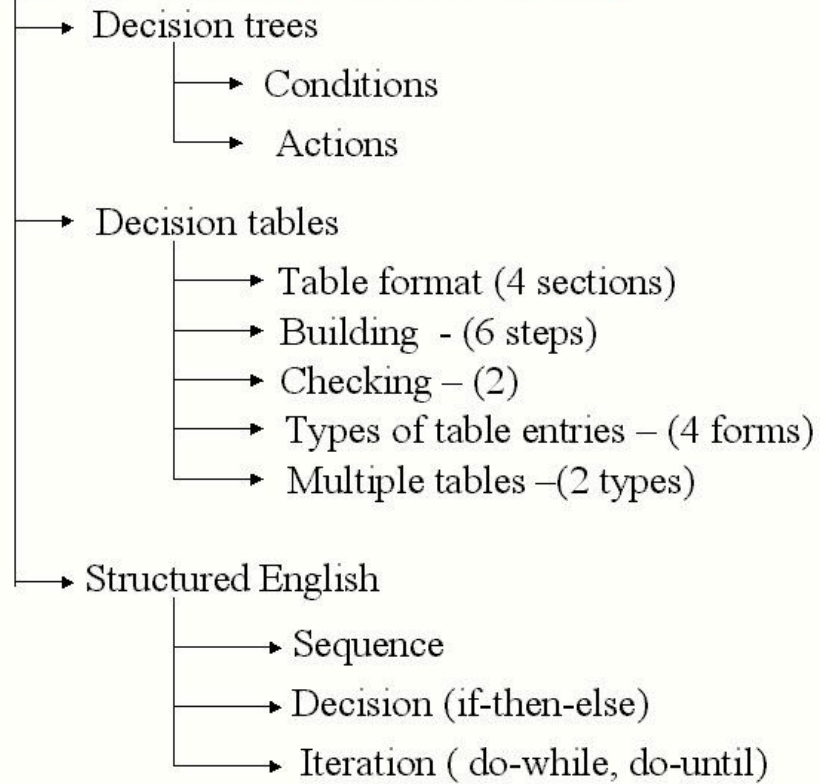 Decision trees
Conditions
Actions
Decision tables
Table format (4 sections)
Building - (6 steps)
Checking – (2)
Types of table entries – (4 forms)
Multiple tables –(2 types)
Structured English
Sequence
Decision (if-then-else)
Iteration ( do-while, do-until)